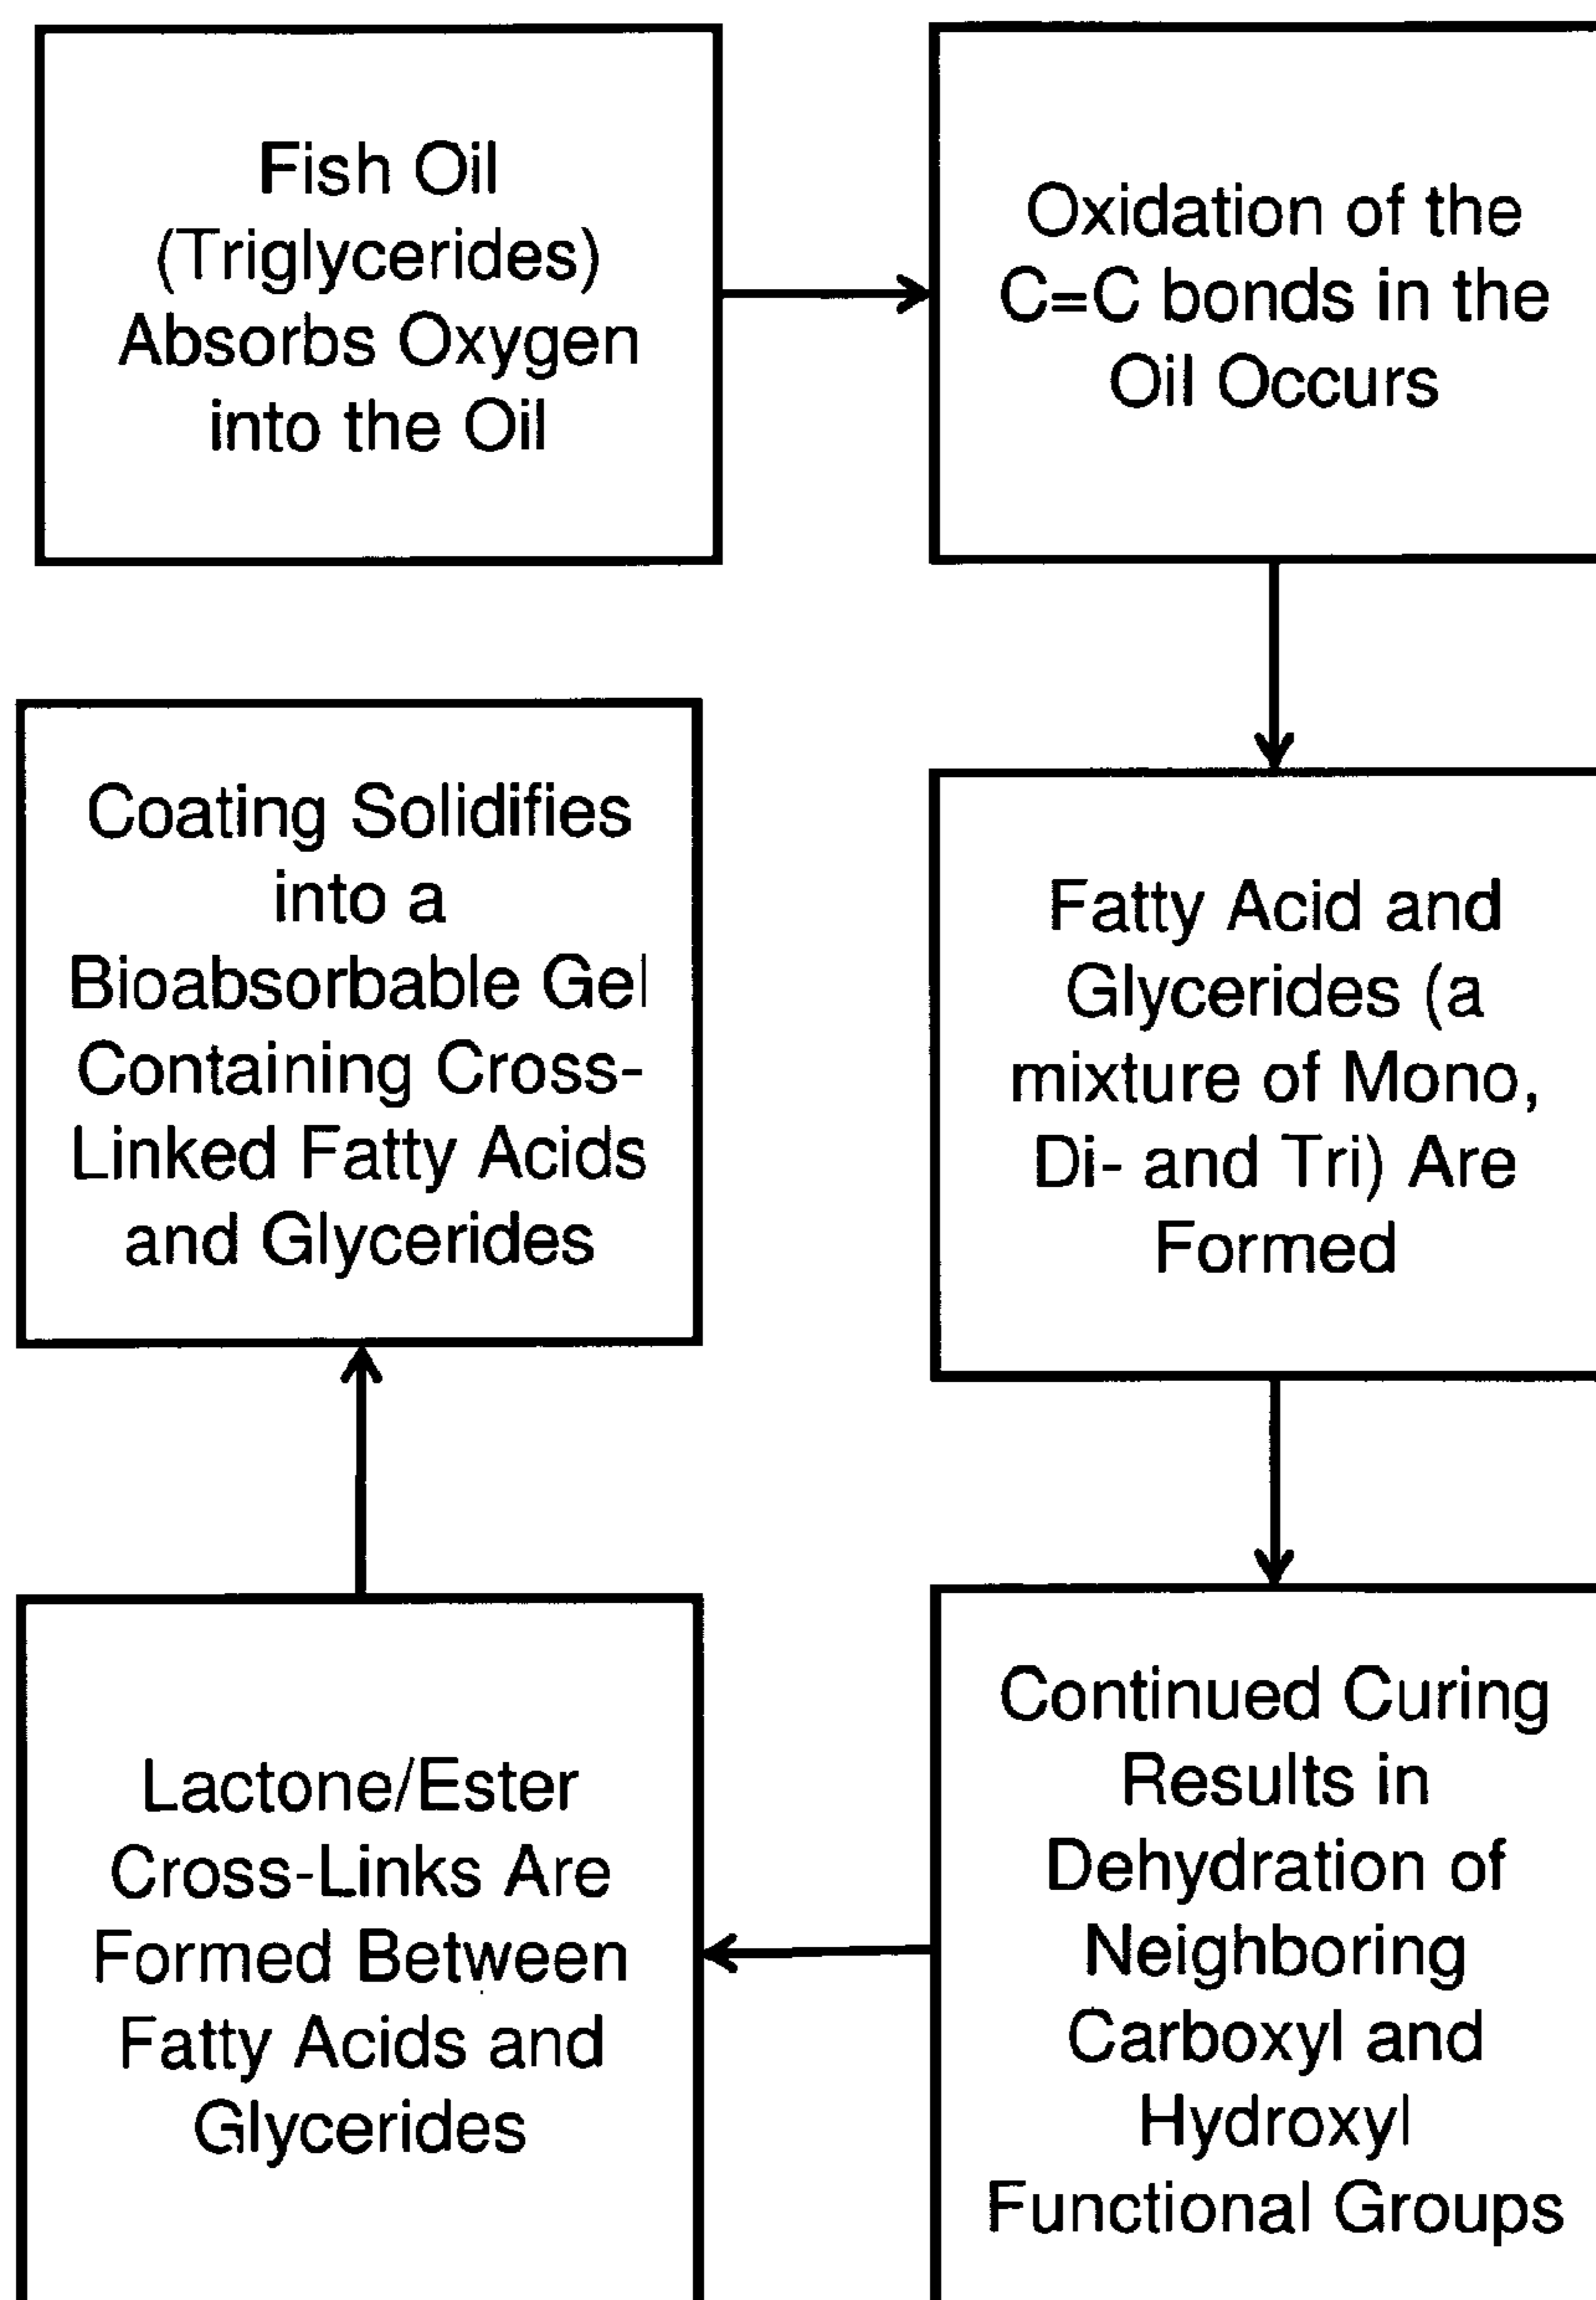 Fish Oil
(Triglycerides)
Absorbs Oxygen
into the Oil
Oxidation of the
C=C bonds in the
Oil Occurs
Fatty Acid and
Glycerides (a
mixture of Mono,
Di- and Tri) Are
Formed
Continued Curing
Results in
Dehydration of
Neighboring
Carboxyl and
Hydroxyl
Functional Groups
Lactone/Ester
Cross-Links Are
Formed Between
Fatty Acids and
Glycerides
Coating Solidifies
into a
Bioabsorbable Gel
Containing Cross-
Linked Fatty Acids
and Glycerides